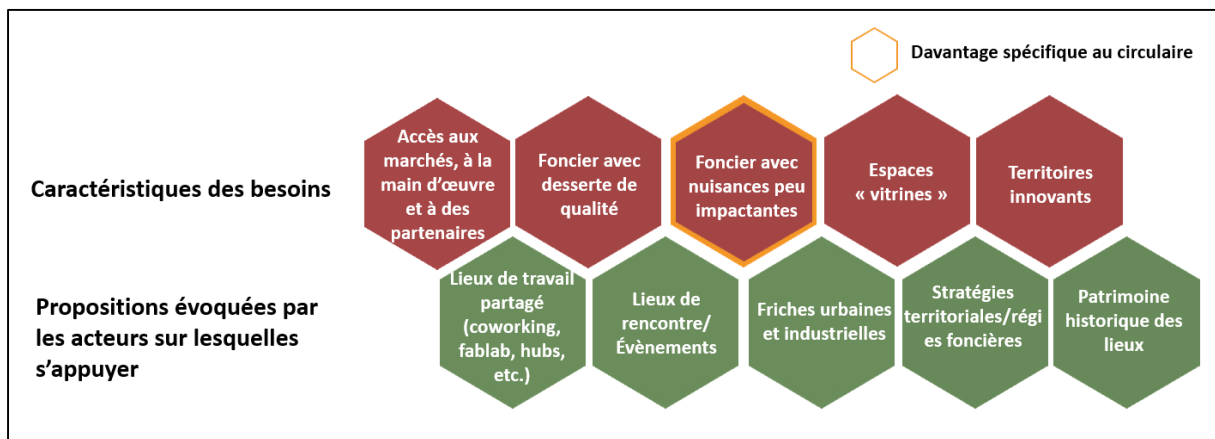 Davantage spécifique au circulaire
Caractéristiques des besoins
Accès aux
marchés, à la
main d’œuvre
et à des
partenaires
Foncier avec
desserte de
qualité
Foncier avec
nuisances peu
impactantes
Espaces
« vitrines »
Territoires
innovants
Propositions évoquées par
les acteurs sur lesquelles
s’appuyer
Lieux de travail
partagé
(coworking,
fablab, hubs,
etc.)
Lieux de
rencontre/
Évènements
Friches urbaines
et industrielles
Stratégies
territoriales/régi
es foncières
Patrimoine
historique des
lieux